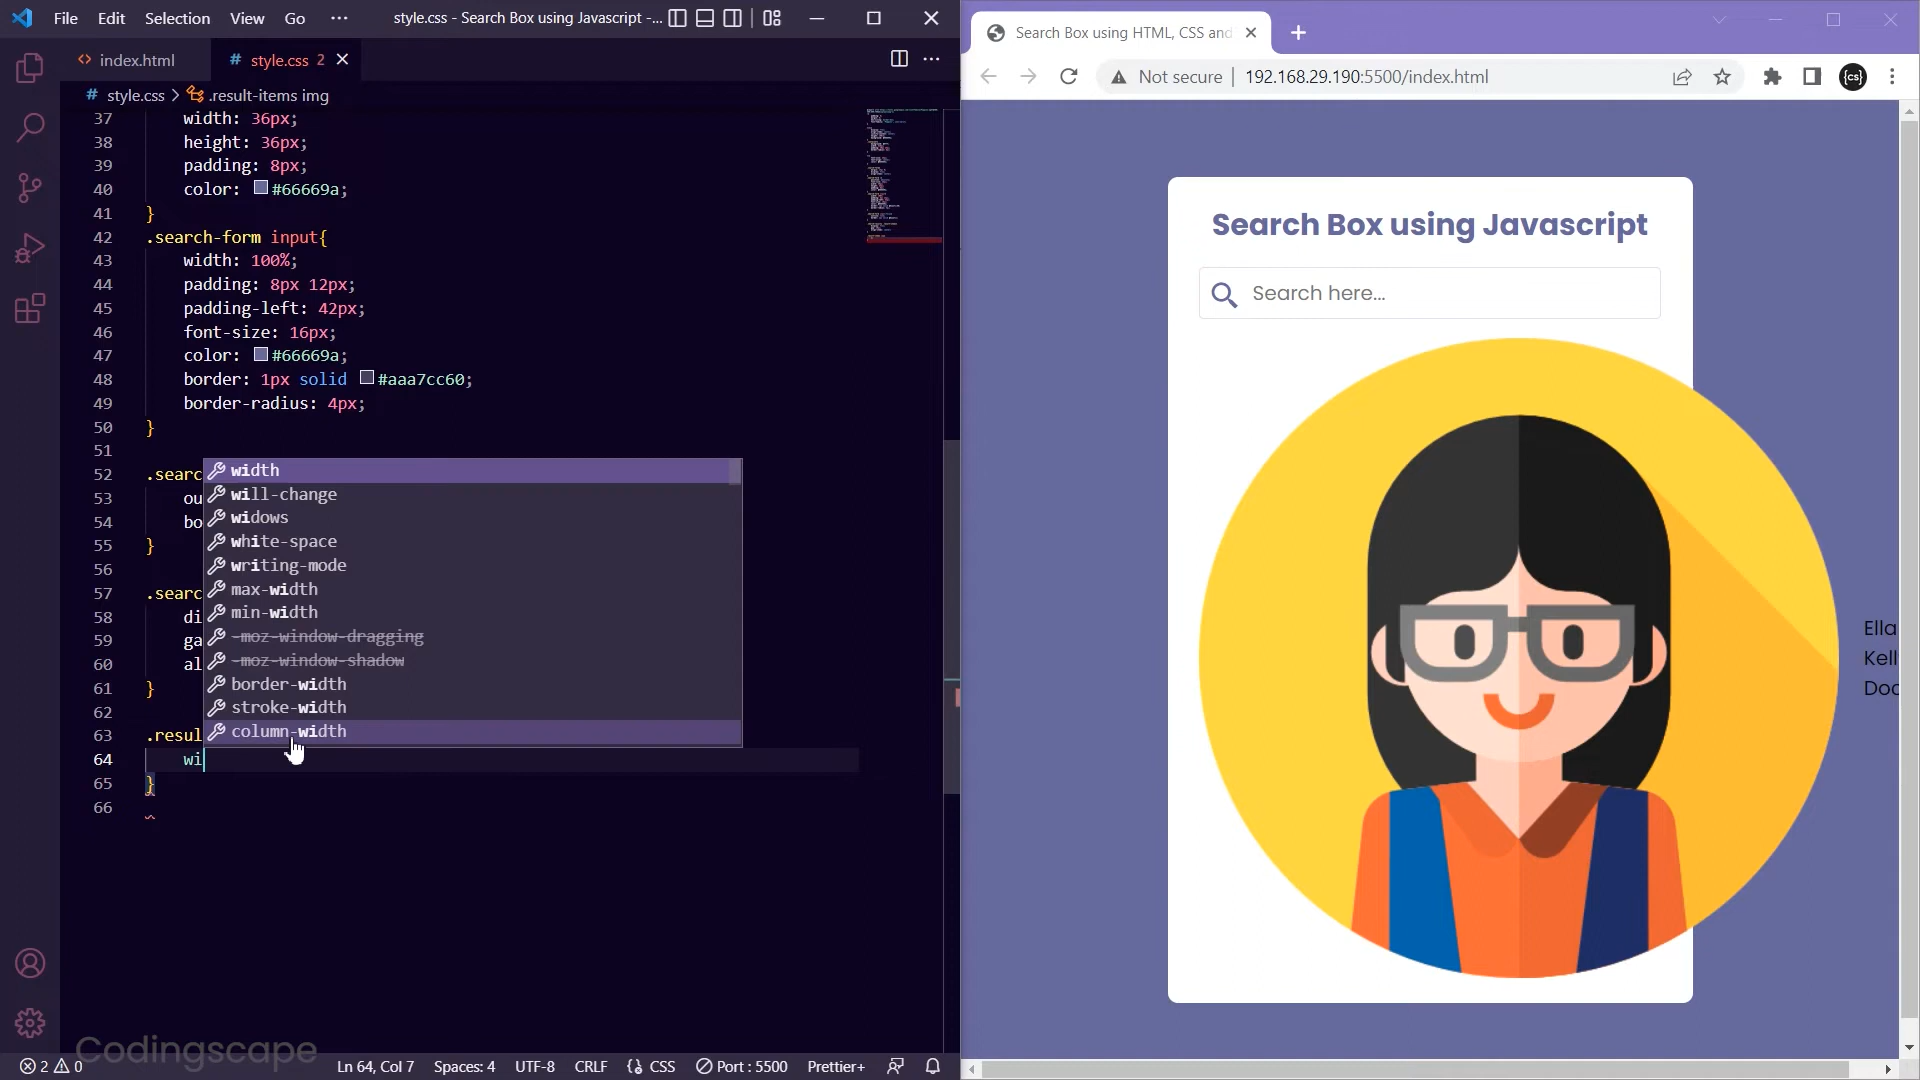 File Edit Selection View Go ··· style.css - Search Box using Javascript -...
index.html # style.css 2
# style.css > .result-items img
37 width: 36px;
38 height: 36px;
39 padding: 8px;
40 color: #66669a;
41 }
42 .search-form input{
43 width: 100%;
44 padding: 8px 12px;
45 padding-left: 42px;
46 font-size: 16px;
47 color: #66669a;
48 border: 1px solid #aaa7cc60;
49 border-radius: 4px;
50 }
51
52 .searc
53 ou
54 bo
55 }
56
57 .searc
58 di
59 ga
60 al
61 }
62
63 .resul
64 wi
65 }
66
width
will-change
widows
white-space
writing-mode
max-width
min-width
-moz-window-dragging
-moz-window-shadow
border-width
stroke-width
column-width
Codingscape
2 0 Ln 64, Col 7 Spaces: 4 UTF-8 CRLF {} CSS Port : 5500 Prettier+
Search Box using HTML, CSS and
Not secure | 192.168.29.190:5500/index.html
{cs}
Search Box using Javascript
Search here...
Ella
Kell
Doc